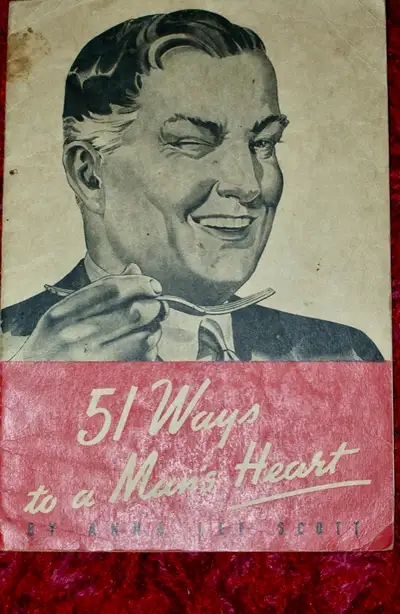 51 Ways
to a Man's Heart
BY ANNA LEE SCOTT